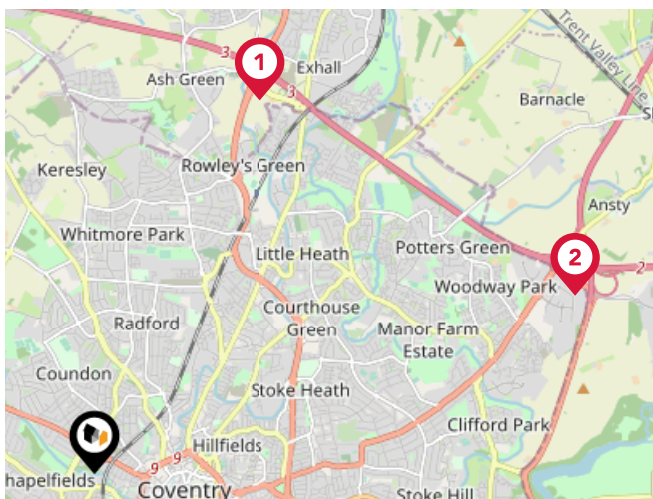 Trent Valley Line
3
1
Exhall
Ash Green
3
Barnacle
Keresley
Rowley's Green
Ansty
Whitmore Park
Little Heath
Potters Green
2
2
Woodway Park
Courthouse
Green
Radford
Manor Farm
Estate
Coundon
Stoke Heath
Clifford Park
Hillfields
9
9
hapelfields
Coventry
Stoke Hill